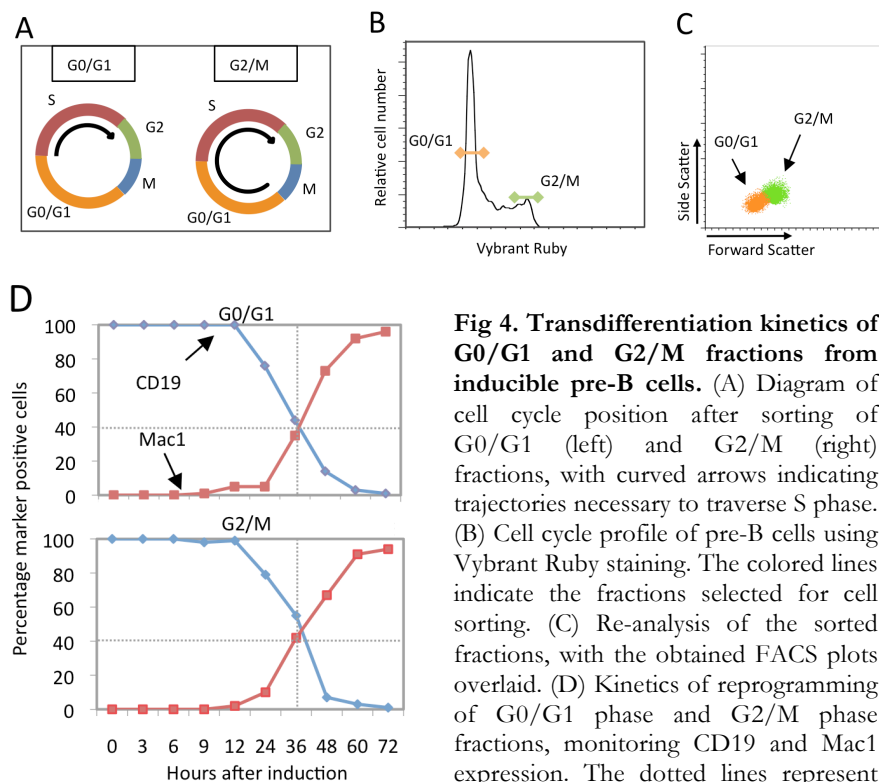 A
G0/G1
G2/M
S
G2
M
G0/G1
S
G2
M
G0/G1
B
Relative cell number
G0/G1
G2/M
Vybrant Ruby
C
Side Scatter
G0/G1
G2/M
Forward Scatter
D
Percentage marker positive cells
G0/G1
100
80
60
40
20
0
CD19
Mac1
G2/M
100
80
60
40
20
0
0 3 6 9 12 24 36 48 60 72
Hours after induction
Fig 4. Transdifferentiation kinetics of
G0/G1 and G2/M fractions from
inducible pre-B cells. (A) Diagram of
cell cycle position after sorting of
G0/G1 (left) and G2/M (right)
fractions, with curved arrows indicating
trajectories necessary to traverse S phase.
(B) Cell cycle profile of pre-B cells using
Vybrant Ruby staining. The colored lines
indicate the fractions selected for cell
sorting. (C) Re-analysis of the sorted
fractions, with the obtained FACS plots
overlaid. (D) Kinetics of reprogramming
of G0/G1 phase and G2/M phase
fractions, monitoring CD19 and Mac1
expression. The dotted lines represent